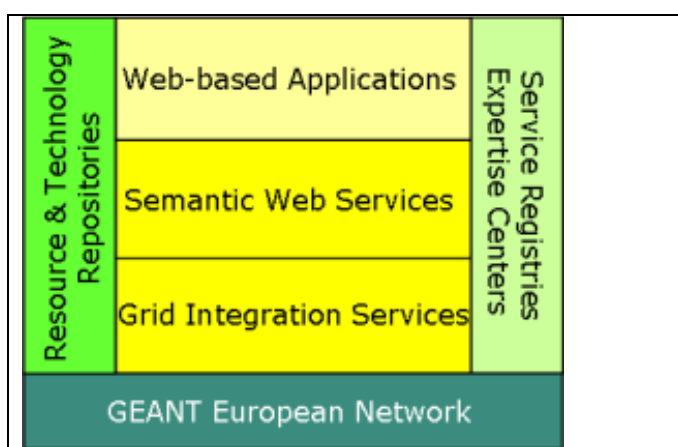 Resource & Technology
Repositories
Web-based Applications
Semantic Web Services
Grid Integration Services
Service Registries
Expertise Centers
GEANT European Network